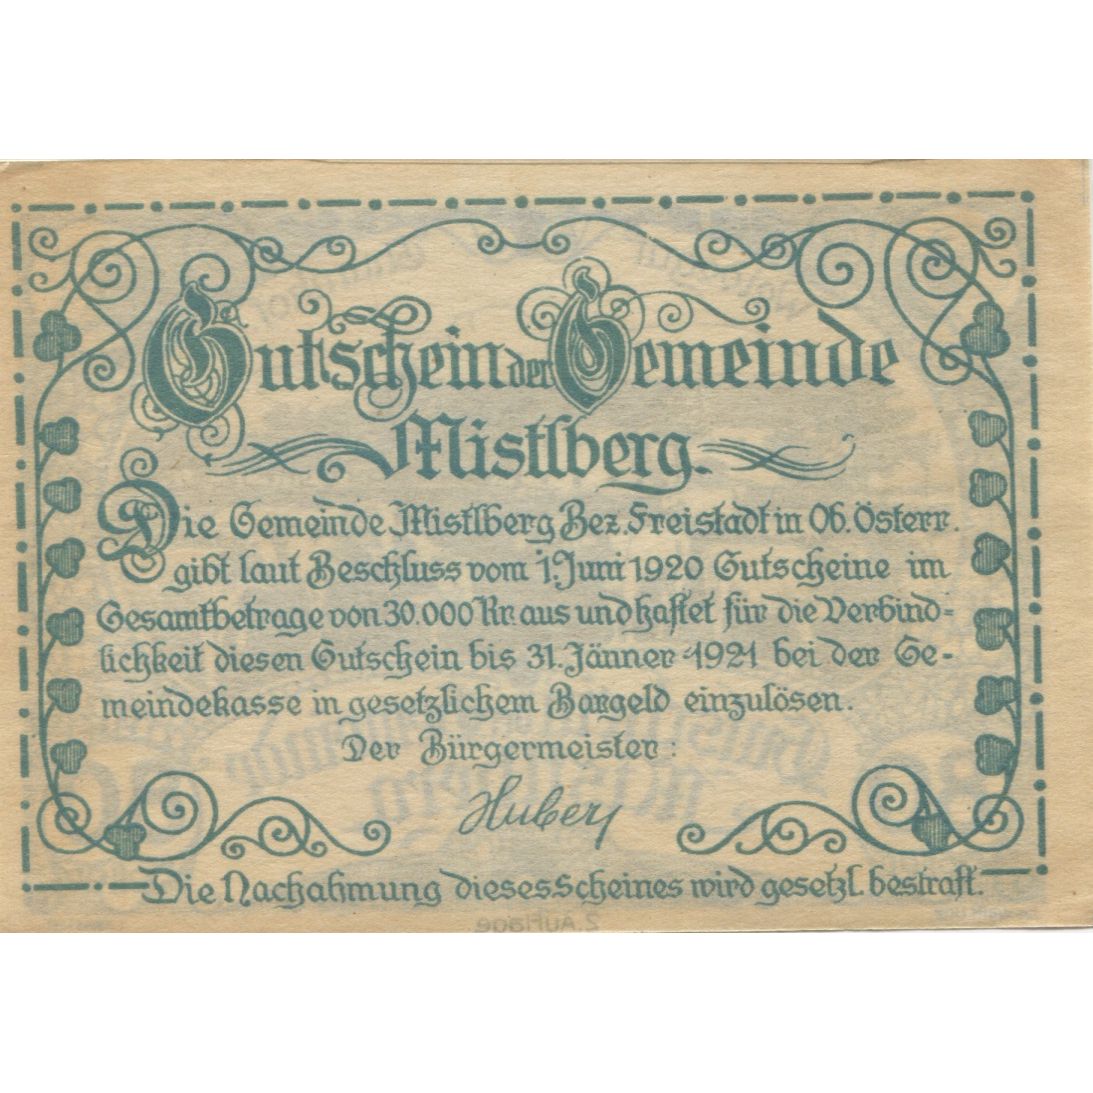 Gutschein der Gemeinde
Mistlberg.
Die Gemeinde Mistlberg Bez. Freistadt in Ob. Österr.
gibt laut Beschluss vom 1. Juni 1920 Gutscheine im
Gesamtbetrage von 30.000 Kr. aus und haftet für die Verbind-
lichkeit diesen Gutschein bis 31. Jänner 1921 bei der Ge-
meindekasse in gesetzlichem Bargeld einzulösen.
Der Bürgermeister:
Huber
Die Nachahmung dieses Scheines wird gesetzl. bestraft.
2. Auflage